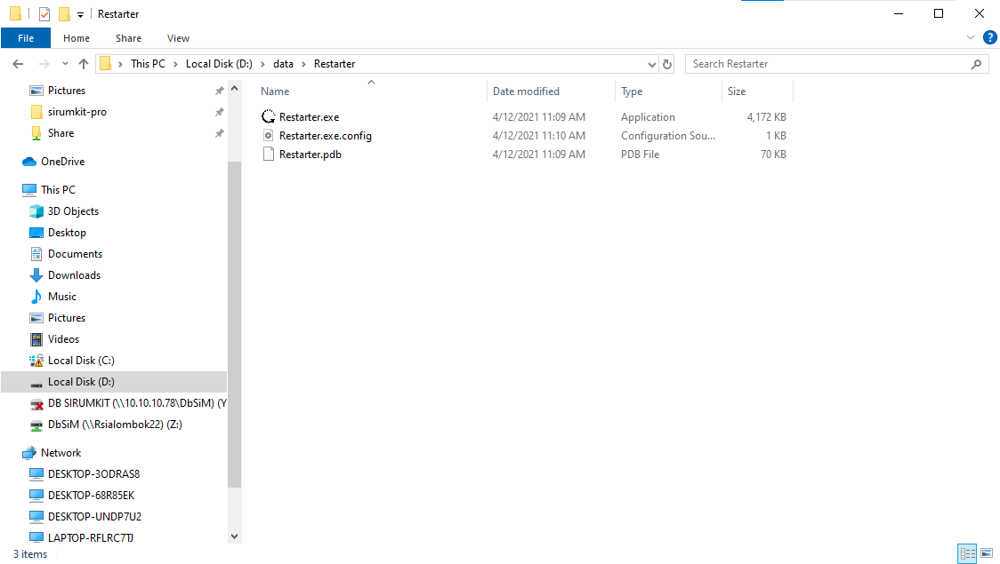 Restarter
File Home Share View
This PC Local Disk (D:) data Restarter Search Restarter
Name Date modified Type Size
Restarter.exe 4/12/2021 11:09 AM Application 4,172 KB
Restarter.exe.config 4/12/2021 11:10 AM Configuration Sou... 1 KB
Restarter.pdb 4/12/2021 11:09 AM PDB File 70 KB
Pictures
sirumkit-pro
Share
OneDrive
This PC
3D Objects
Desktop
Documents
Downloads
Music
Pictures
Videos
Local Disk (C:)
Local Disk (D:)
DB SIRUMKIT (\\10.10.10.78\DbSiM) (Y
DbSiM (\\Rsialombok22) (Z:)
Network
DESKTOP-3ODRAS8
DESKTOP-68R85EK
DESKTOP-UNDP7U2
LAPTOP-RFLRC7TJ
3 items